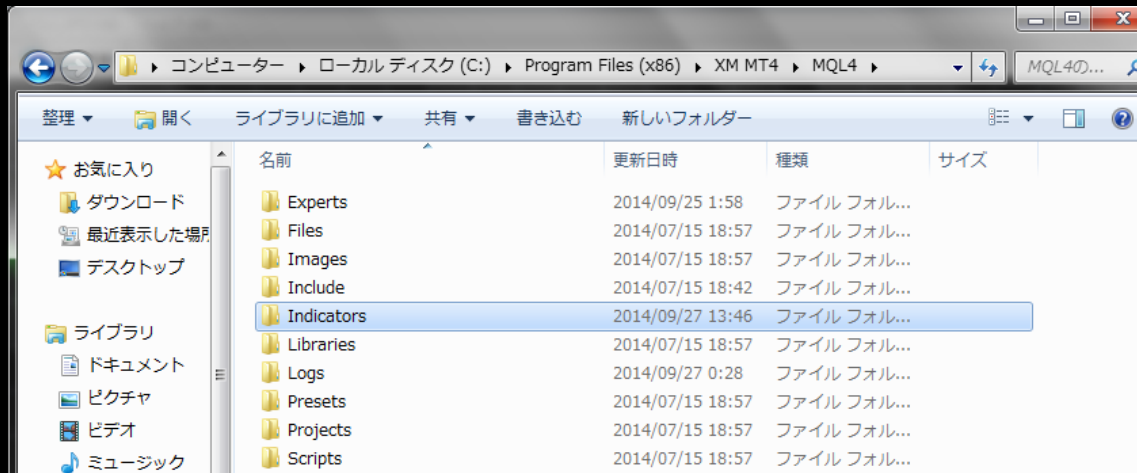 コンピューター ▸ ローカル ディスク (C:) ▸ Program Files (x86) ▸ XM MT4 ▸ MQL4 ▸ MQL4の...
整理 開く ライブラリに追加 共有 書き込む 新しいフォルダー
お気に入り
ダウンロード
最近表示した場所
デスクトップ
ライブラリ
ドキュメント
ピクチャ
ビデオ
ミュージック
名前 更新日時 種類 サイズ
Experts 2014/09/25 1:58 ファイル フォル...
Files 2014/07/15 18:57 ファイル フォル...
Images 2014/07/15 18:57 ファイル フォル...
Include 2014/07/15 18:42 ファイル フォル...
Indicators 2014/09/27 13:46 ファイル フォル...
Libraries 2014/07/15 18:57 ファイル フォル...
Logs 2014/09/27 0:28 ファイル フォル...
Presets 2014/07/15 18:57 ファイル フォル...
Projects 2014/07/15 18:57 ファイル フォル...
Scripts 2014/07/15 18:57 ファイル フォル...